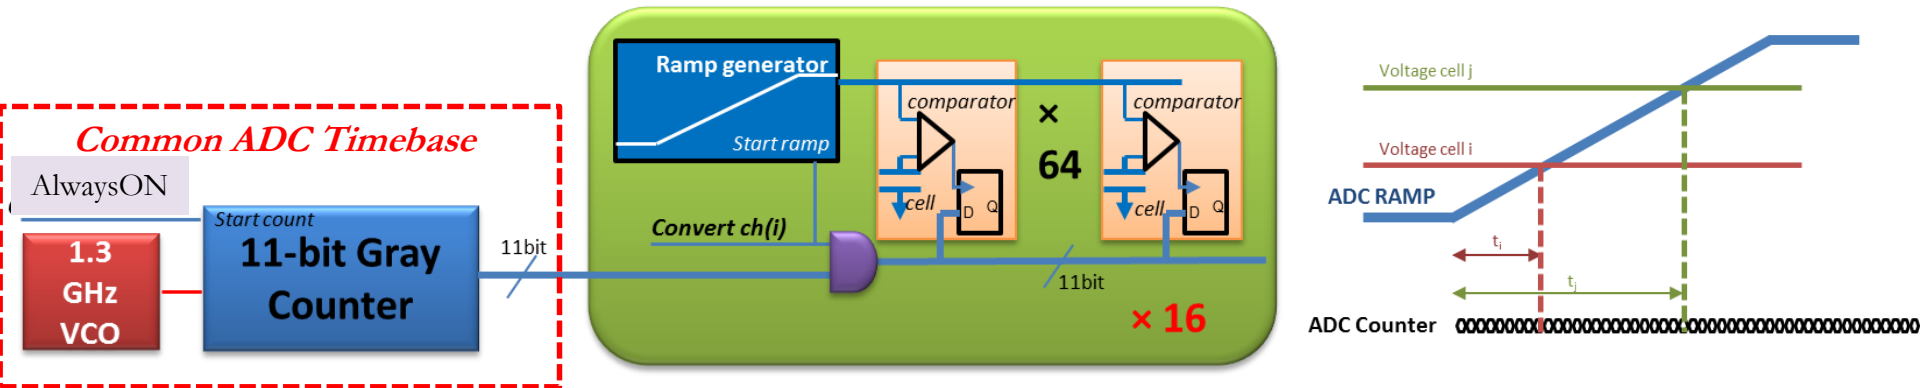 Common ADC Timebase
AlwaysON
Start count
1.3
GHz
VCO
11-bit Gray
Counter
11bit
Ramp generator
Start ramp
Convert ch(i)
comparator
cell
D
Q
×
64
comparator
cell
D
Q
11bit
× 16
Voltage cell j
Voltage cell i
ADC RAMP
ti
tj
ADC Counter